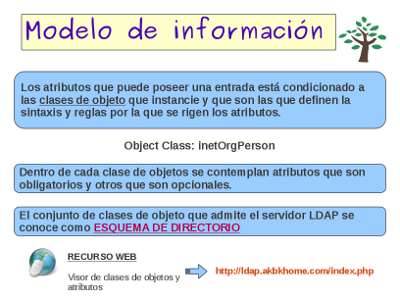 Modelo de información
Los atributos que puede poseer una entrada está condicionado a
las clases de objeto que instancie y que son las que definen la
sintaxis y reglas por la que se rigen los atributos.
Object Class: inetOrgPerson
Dentro de cada clase de objetos se contemplan atributos que son
obligatorios y otros que son opcionales.
El conjunto de clases de objeto que admite el servidor LDAP se
conoce como ESQUEMA DE DIRECTORIO
RECURSO WEB
Visor de clases de objetos y
atributos
http://ldap.akbkhome.com/index.php